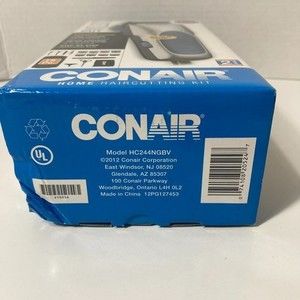 CONAIR
HOME HAIRCUTTING KIT
CONAIR
Model HC244NGBV
©2012 Conair Corporation
East Windsor, NJ 08520
Glendale, AZ 85307
100 Conair Parkway
Woodbridge, Ontario L4H 0L2
Made in China 12PG127453
UL
21